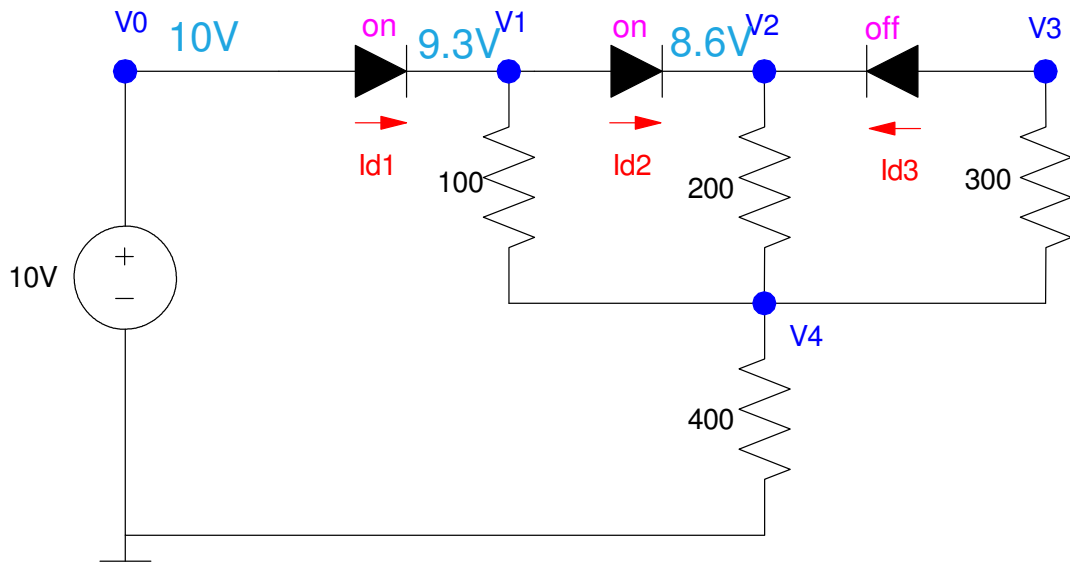 V0
10V
on
9.3V
V1
on
8.6V
V2
off
V3
Id1
Id2
Id3
100
200
300
10V
+
−
V4
400